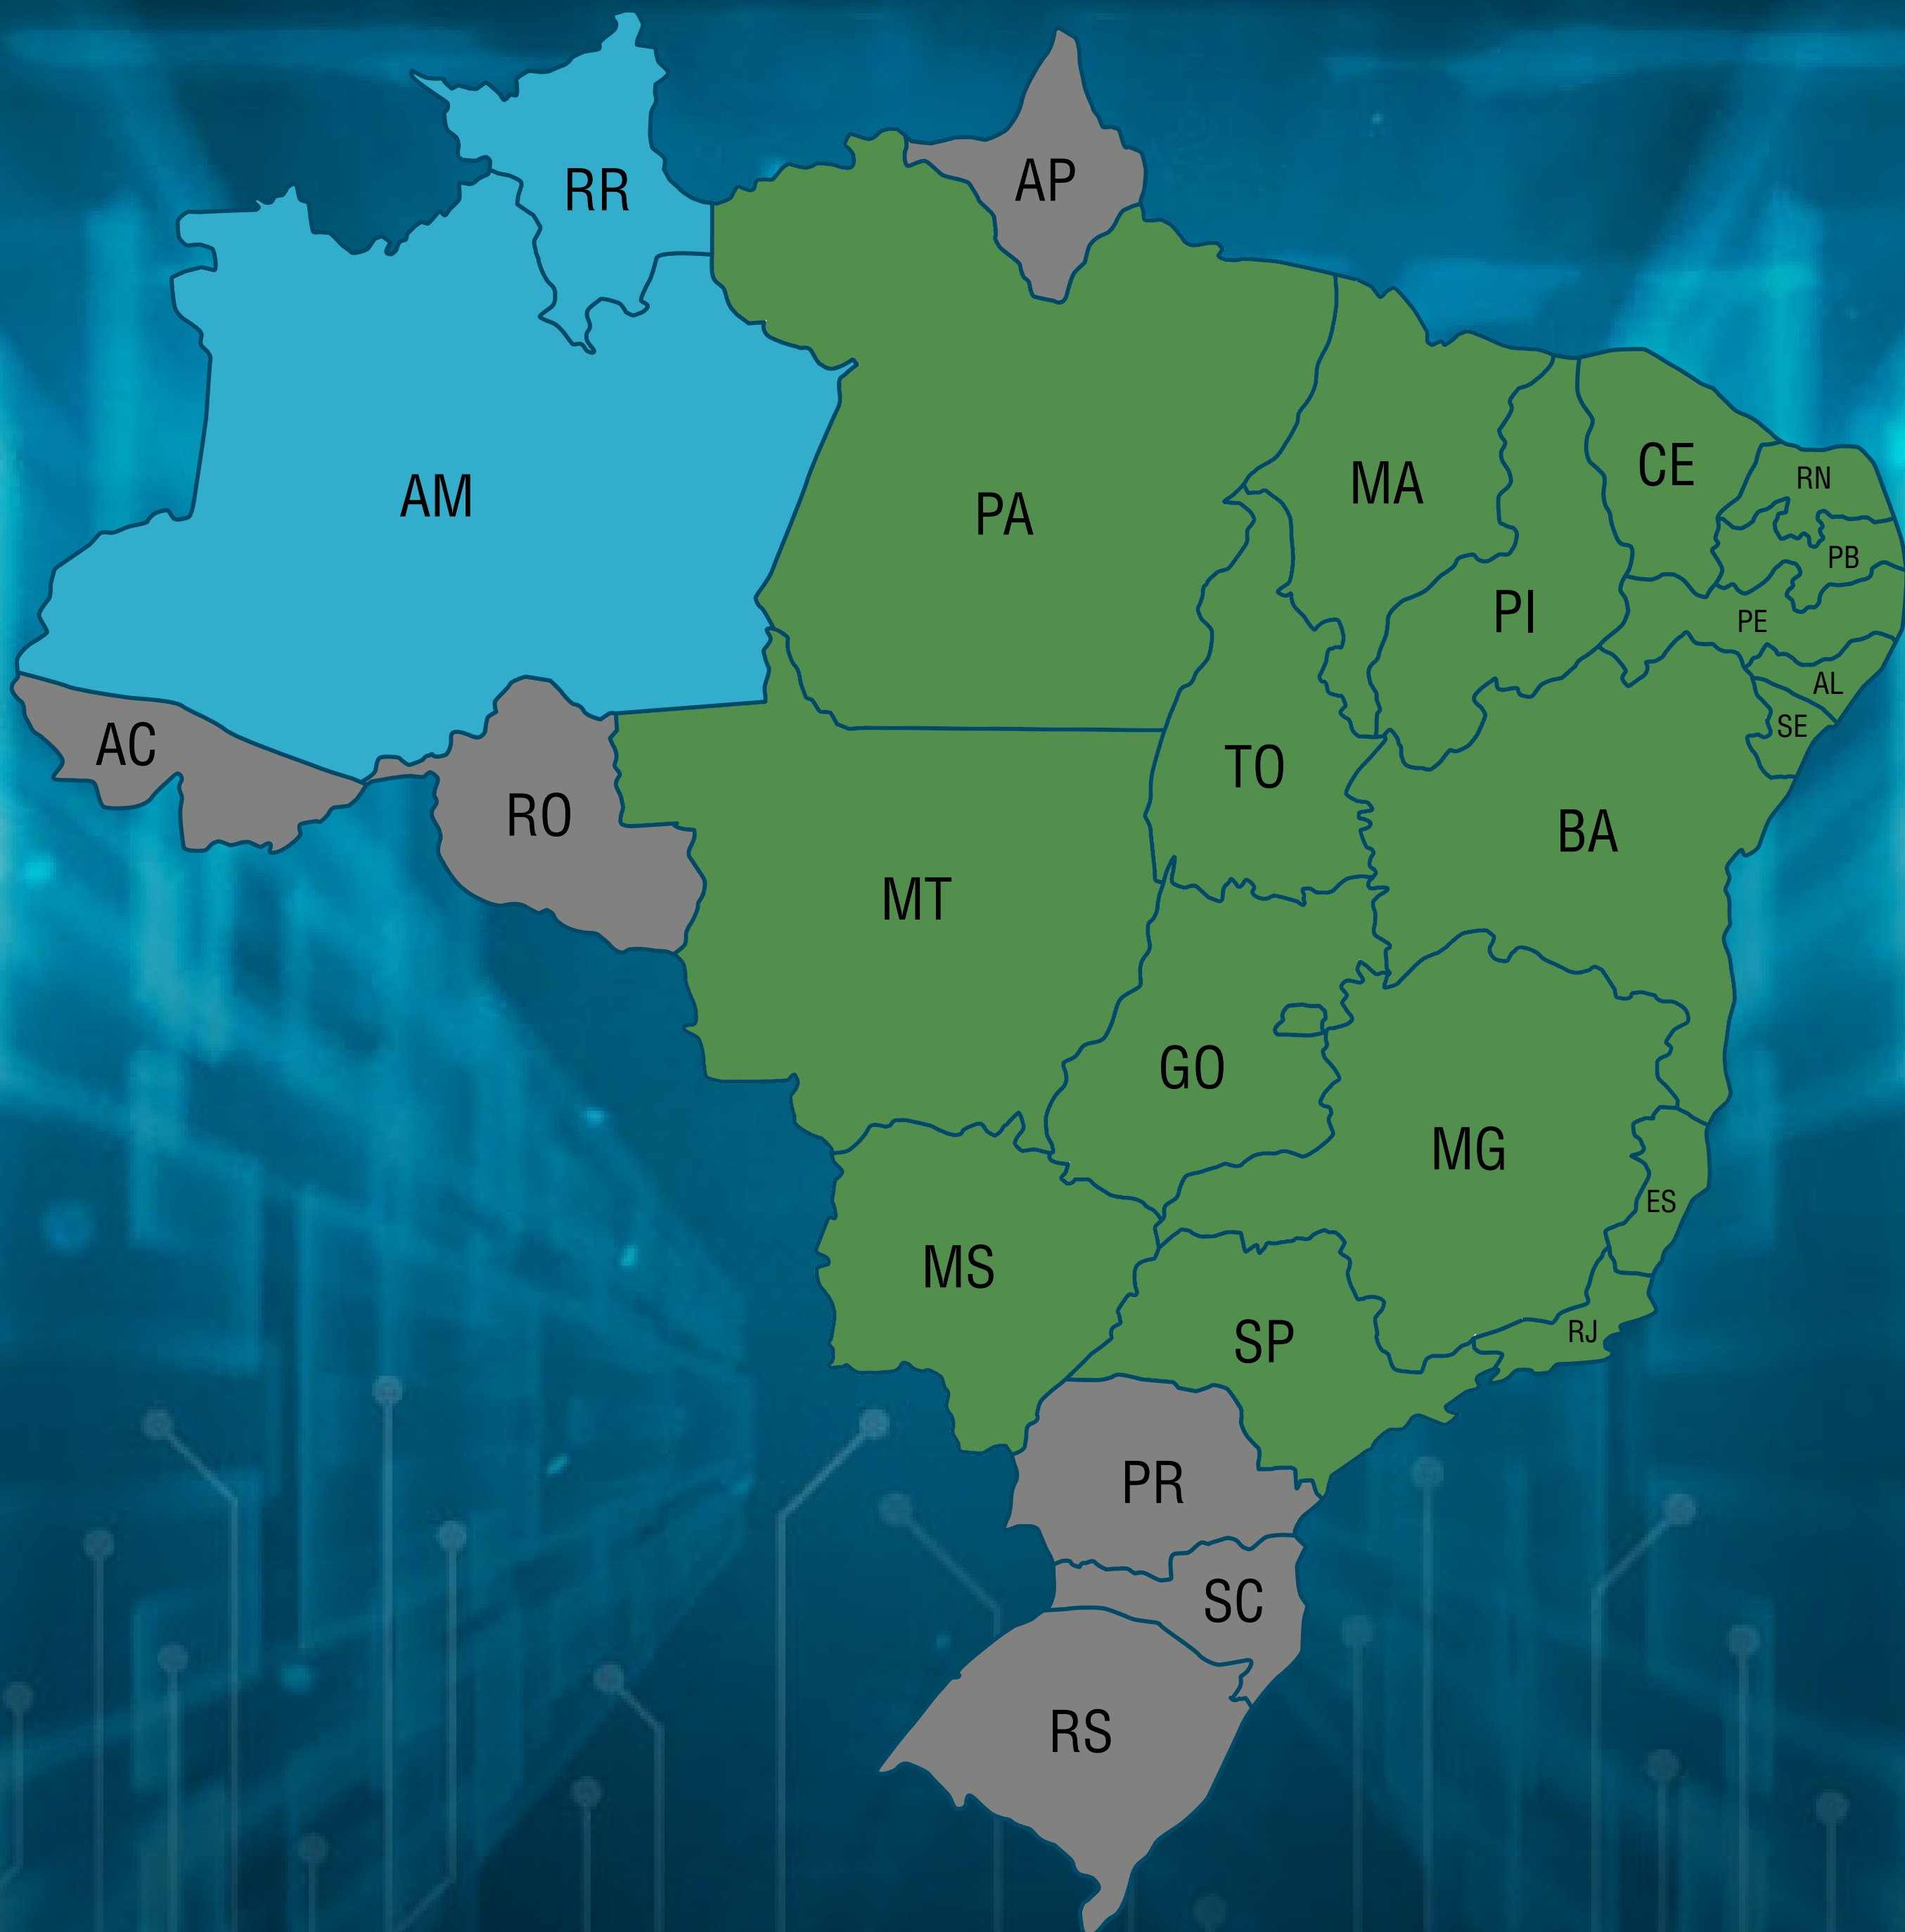 AP
RR
CE
RN
MA
AM
PA
PB
PI
PE
AL
SE
AC
TO
RO
BA
MT
GO
MG
ES
MS
RJ
SP
PR
SC
RS